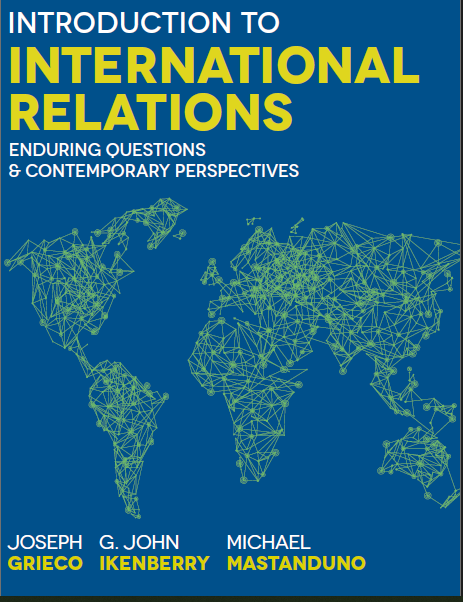 INTRODUCTION TO
INTERNATIONAL
RELATIONS
ENDURING QUESTIONS
& CONTEMPORARY PERSPECTIVES
JOSEPH G. JOHN MICHAEL
GRIECO IKENBERRY MASTANDUNO